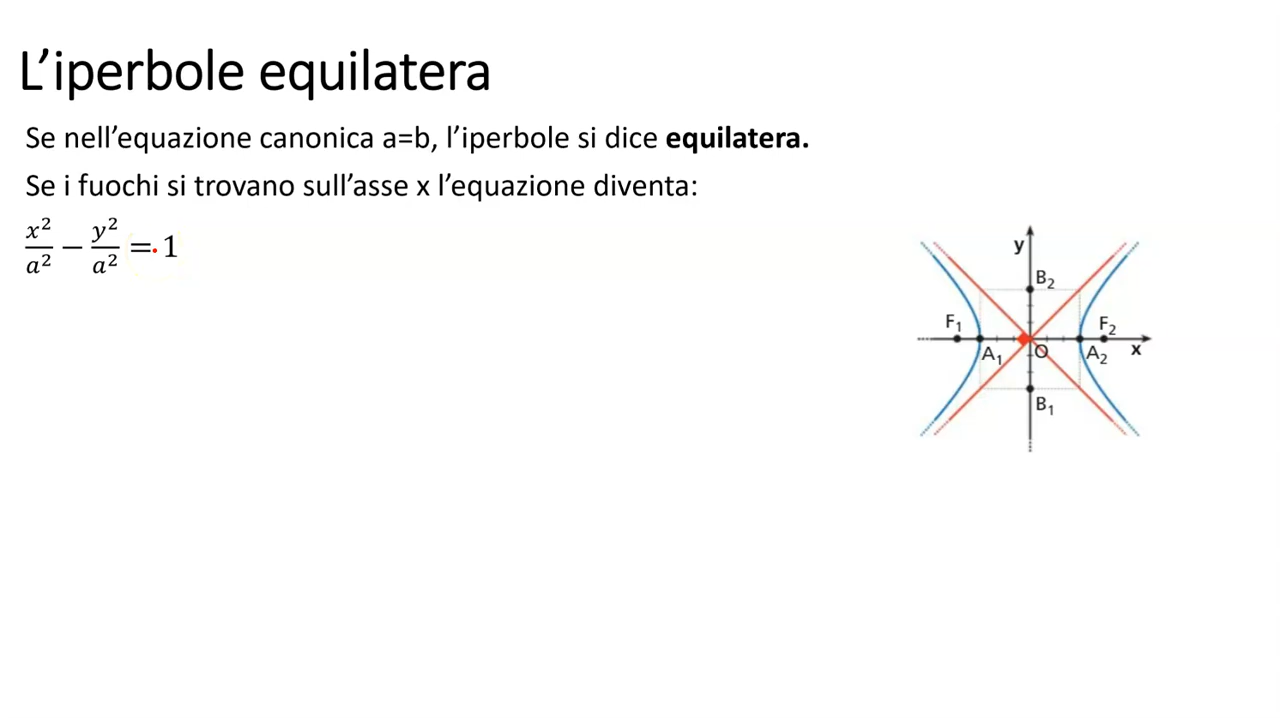 L'iperbole equilatera
Se nell'equazione canonica a=b, l'iperbole si dice equilatera.
Se i fuochi si trovano sull'asse x l'equazione diventa:
x²/a² − y²/a² = 1
y
B₂
F₁
F₂
A₁
O
A₂
x
B₁